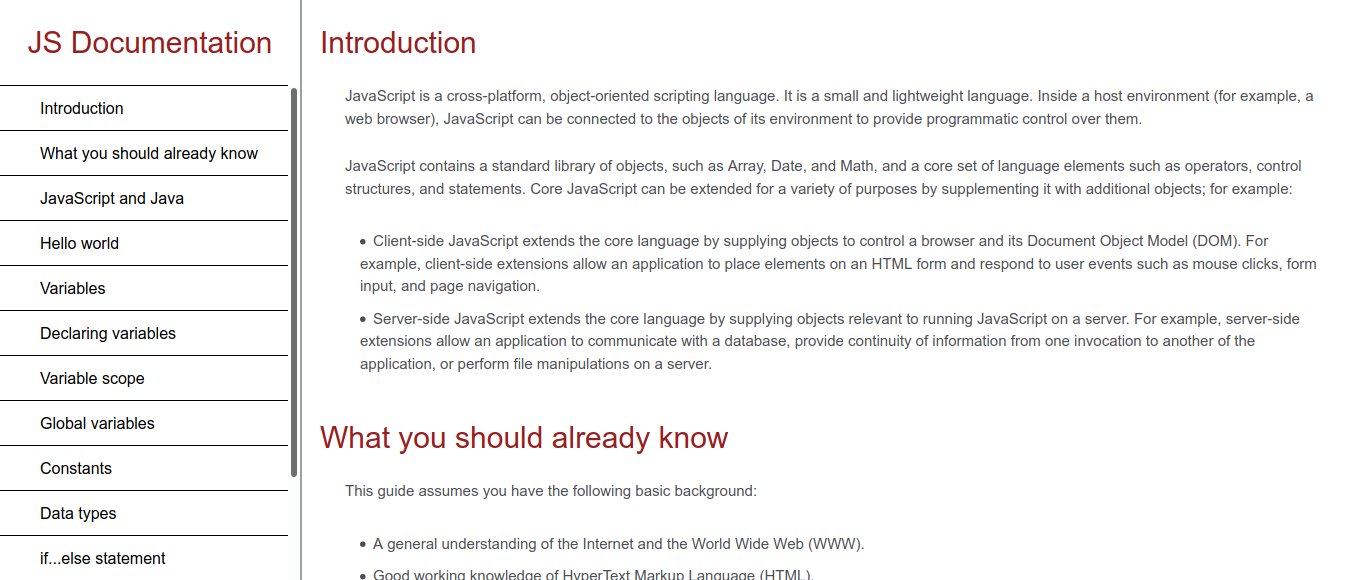 JS Documentation
Introduction
What you should already know
JavaScript and Java
Hello world
Variables
Declaring variables
Variable scope
Global variables
Constants
Data types
if...else statement
Introduction
JavaScript is a cross-platform, object-oriented scripting language. It is a small and lightweight language. Inside a host environment (for example, a
web browser), JavaScript can be connected to the objects of its environment to provide programmatic control over them.
JavaScript contains a standard library of objects, such as Array, Date, and Math, and a core set of language elements such as operators, control
structures, and statements. Core JavaScript can be extended for a variety of purposes by supplementing it with additional objects; for example:
• Client-side JavaScript extends the core language by supplying objects to control a browser and its Document Object Model (DOM). For
example, client-side extensions allow an application to place elements on an HTML form and respond to user events such as mouse clicks, form
input, and page navigation.
• Server-side JavaScript extends the core language by supplying objects relevant to running JavaScript on a server. For example, server-side
extensions allow an application to communicate with a database, provide continuity of information from one invocation to another of the
application, or perform file manipulations on a server.
What you should already know
This guide assumes you have the following basic background:
• A general understanding of the Internet and the World Wide Web (WWW).
• Good working knowledge of HyperText Markup Language (HTML).